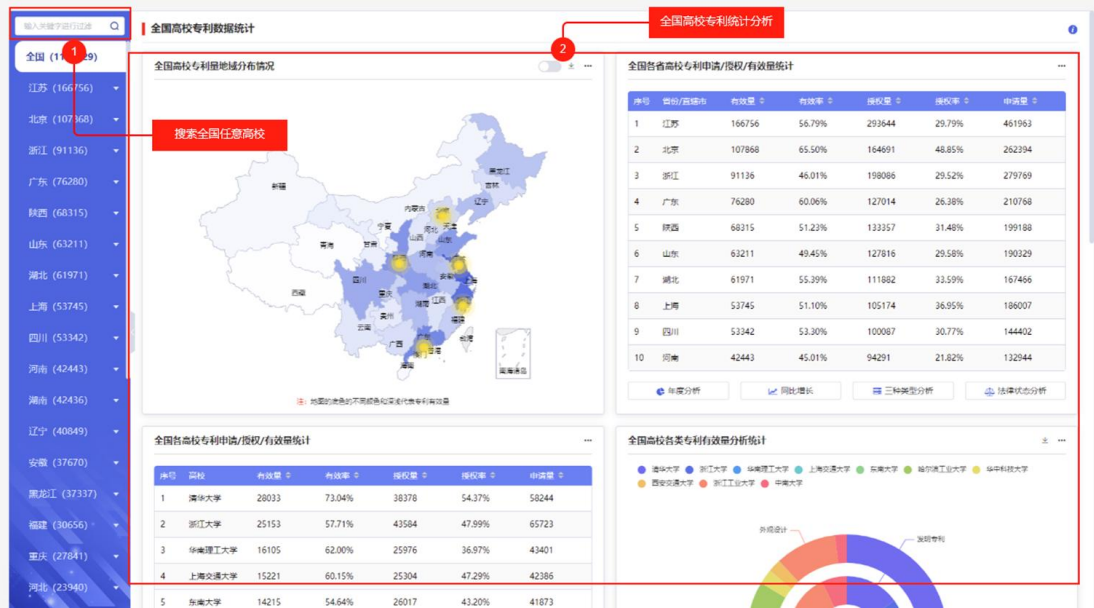 输入关键字进行过滤
全国 (11
29)
江苏 (166756)
北京 (107868)
浙江 (91136)
广东 (76280)
陕西 (68315)
山东 (63211)
湖北 (61971)
上海 (53745)
四川 (53342)
河南 (42443)
湖南 (42436)
辽宁 (40849)
安徽 (37670)
黑龙江 (37337)
福建 (30656)
重庆 (27841)
河北 (23940)
1
搜索全国任意高校
全国高校专利数据统计
2
全国高校专利统计分析
全国高校专利量地域分布情况
黑龙江
吉林
新疆
辽宁
内蒙古
北京
天津
宁夏
河北
山西
山东
青海
甘肃
河南
安徽
上海
四川
湖北
西藏
重庆
湖南
江西
贵州
福建
云南
台湾
广西
广东
香港
澳门
海南
南海诸岛
注: 地图的底色的不同颜色和深浅代表专利有效量
全国各省高校专利申请/授权/有效量统计
序号 省份/直辖市 有效量 有效率 授权量 授权率 申请量
1 江苏 166756 56.79% 293644 29.79% 461963
2 北京 107868 65.50% 164691 48.85% 262394
3 浙江 91136 46.01% 198086 29.52% 279769
4 广东 76280 60.06% 127014 26.38% 210768
5 陕西 68315 51.23% 133357 31.48% 199188
6 山东 63211 49.45% 127816 29.58% 190329
7 湖北 61971 55.39% 111882 33.59% 167466
8 上海 53745 51.10% 105174 36.95% 186007
9 四川 53342 53.30% 100087 30.77% 144402
10 河南 42443 45.01% 94291 21.82% 132944
年度分析 同比增长 三种类型分析 法律状态分析
全国各高校专利申请/授权/有效量统计
序号 高校 有效量 有效率 授权量 授权率 申请量
1 清华大学 28033 73.04% 38378 54.37% 58244
2 浙江大学 25153 57.71% 43584 47.99% 65723
3 华南理工大学 16105 62.00% 25976 36.97% 43401
4 上海交通大学 15221 60.15% 25304 47.29% 42386
5 东南大学 14215 54.64% 26017 43.20% 41873
全国高校各类专利有效量分析统计
清华大学 浙江大学 华南理工大学 上海交通大学 东南大学 哈尔滨工业大学 华中科技大学
西安交通大学 浙江工业大学 中南大学
外观设计
发明专利